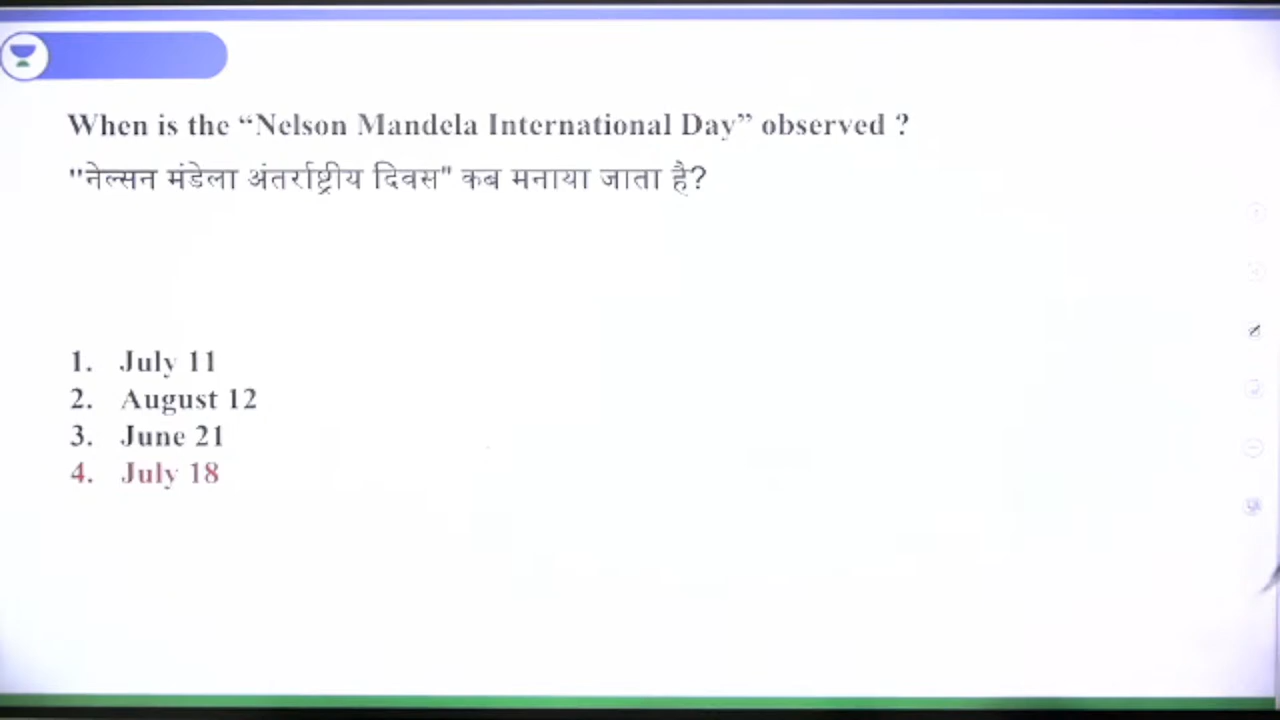 When is the “Nelson Mandela International Day” observed ?
"नेल्सन मंडेला अंतर्राष्ट्रीय दिवस" कब मनाया जाता है?
1. July 11
2. August 12
3. June 21
4. July 18